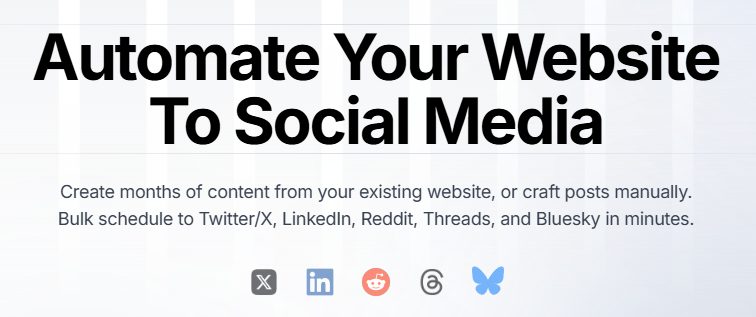 Automate Your Website
To Social Media
Create months of content from your existing website, or craft posts manually.
Bulk schedule to Twitter/X, LinkedIn, Reddit, Threads, and Bluesky in minutes.